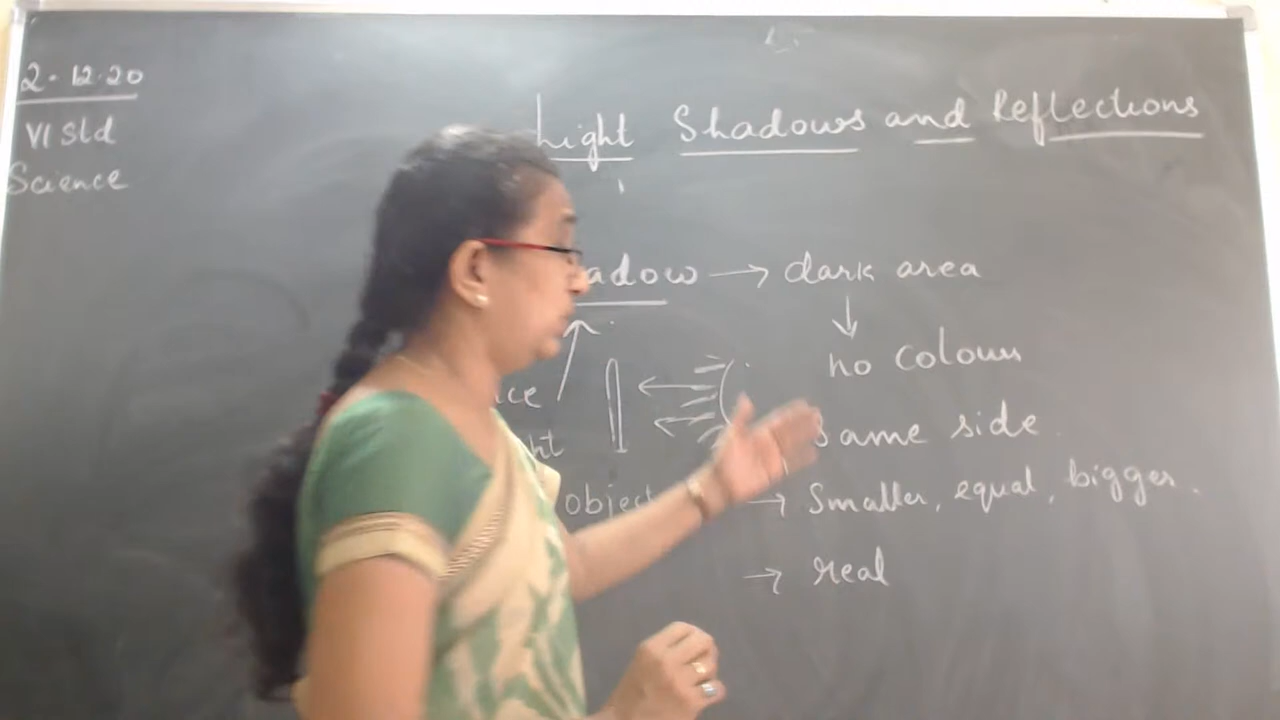 2.12.20
VI Std
Science
Light Shadows and Reflections
adow → dark area
↓
no colour
same side
→ Smaller, equal, bigger.
→ real
object